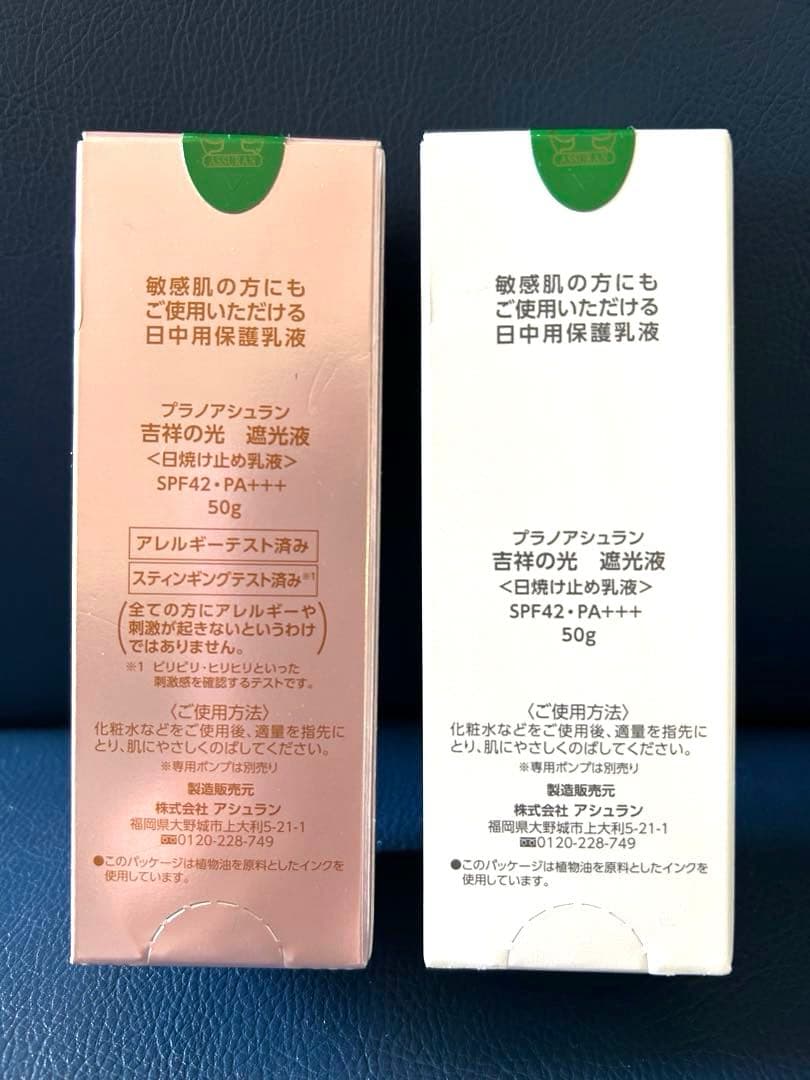 ASSURAN
敏感肌の方にも
ご使用いただける
日中用保護乳液
プラノアシュラン
吉祥の光　遮光液
<日焼け止め乳液>
SPF42・PA+++
50g
アレルギーテスト済み
スティンギングテスト済み※1
(全ての方にアレルギーや
刺激が起きないというわけ
ではありません。)
※1 ピリピリ・ヒリヒリといった
刺激感を確認するテストです。
〈ご使用方法〉
化粧水などをご使用後、適量を指先に
とり、肌にやさしくのばしてください。
※専用ポンプは別売り
製造販売元
株式会社 アシュラン
福岡県大野城市上大利5-21-1
0120-228-749
●このパッケージは植物油を原料としたインクを
使用しています。
ASSURAN
敏感肌の方にも
ご使用いただける
日中用保護乳液
プラノアシュラン
吉祥の光　遮光液
<日焼け止め乳液>
SPF42・PA+++
50g
〈ご使用方法〉
化粧水などをご使用後、適量を指先に
とり、肌にやさしくのばしてください。
※専用ポンプは別売り
製造販売元
株式会社 アシュラン
福岡県大野城市上大利5-21-1
0120-228-749
●このパッケージは植物油を原料としたインクを
使用しています。